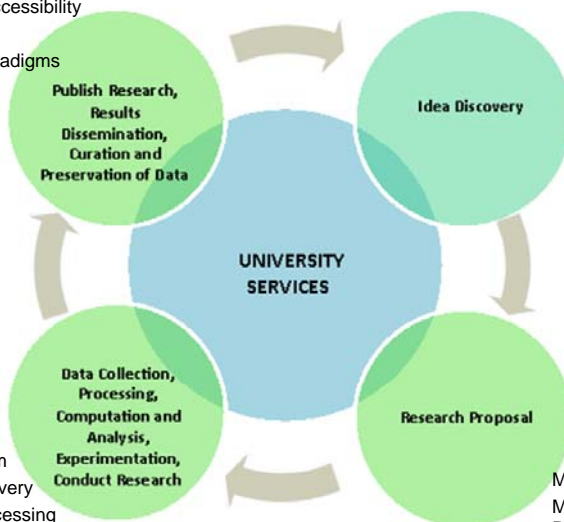 ccessibility
adigms
Publish Research,
Results
Dissemination,
Curation and
Preservation of Data
Idea Discovery
UNIVERSITY
SERVICES
Data Collection,
Processing,
Computation and
Analysis,
Experimentation,
Conduct Research
Research Proposal
n
very
cessing
M
M